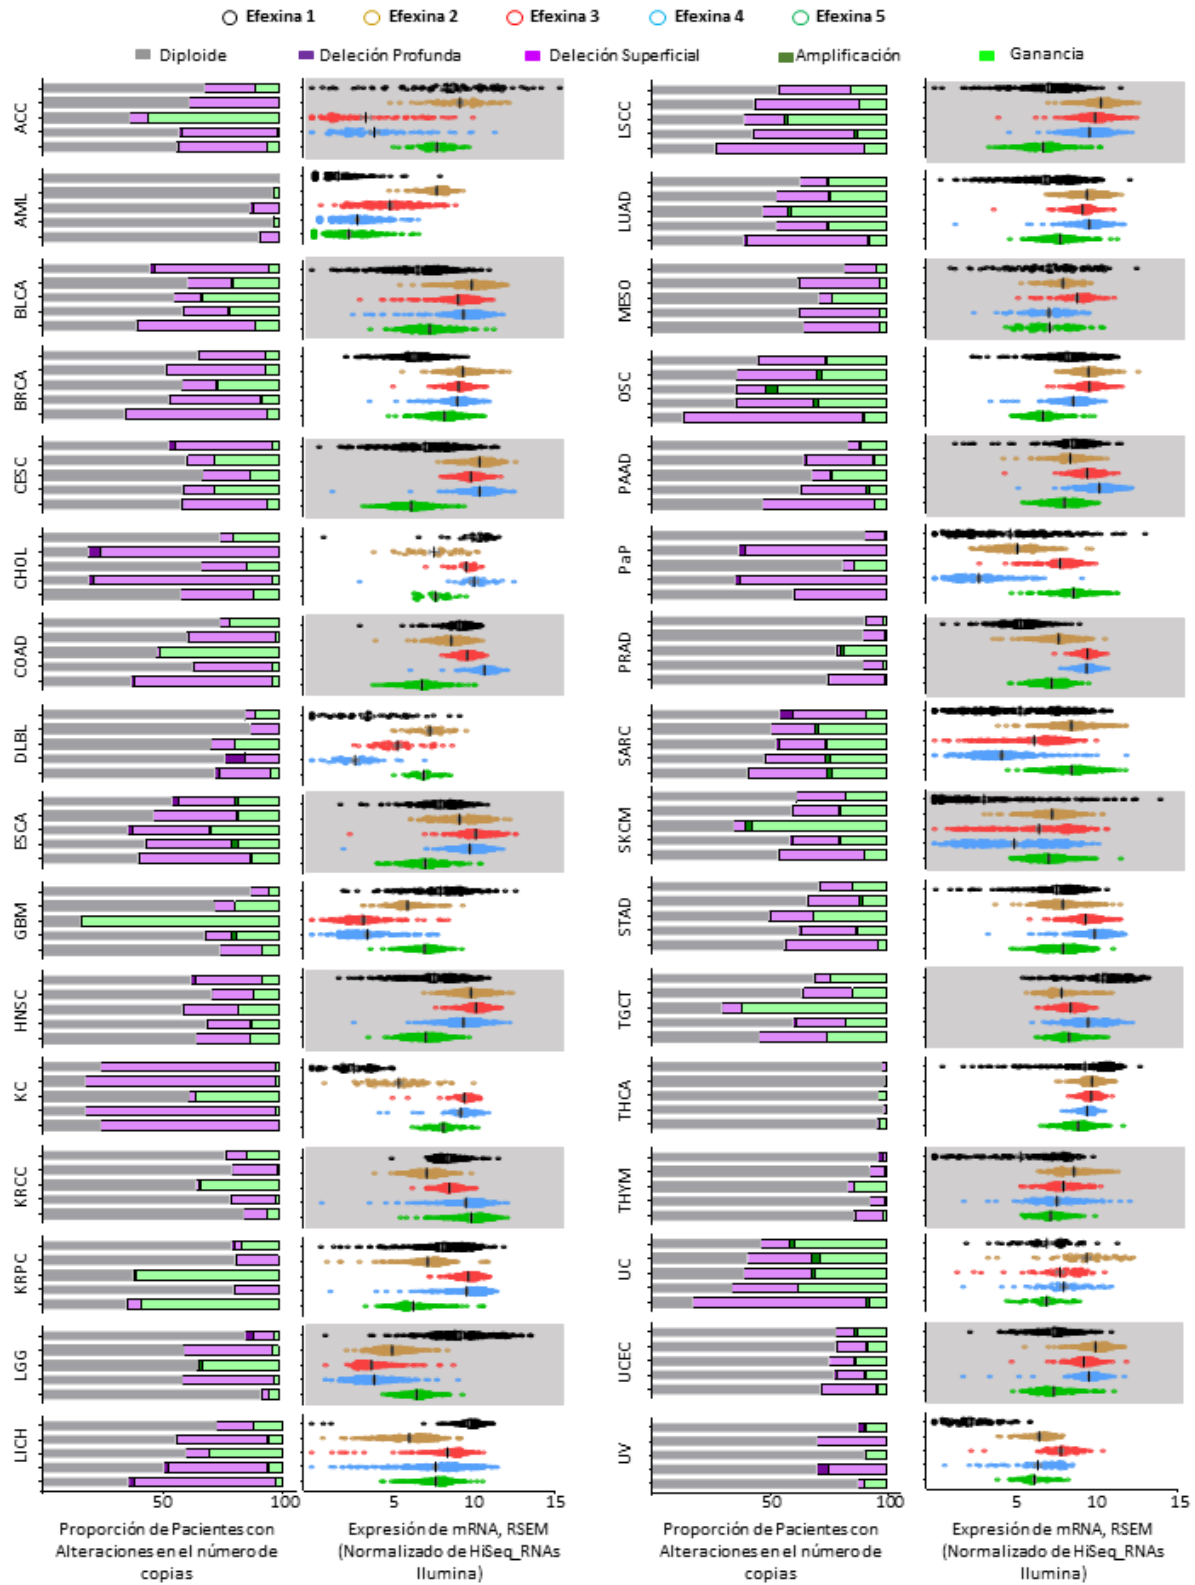 Efexina 1 Efexina 2 Efexina 3 Efexina 4 Efexina 5
Diploide Deleción Profunda Deleción Superficial Amplificación Ganancia
ACC
AML
BLCA
BRCA
CESC
CHOL
COAD
DLBL
ESCA
GBM
HNSC
KC
KRCC
KRPC
LGG
LICH
50 100
Proporción de Pacientes con
Alteraciones en el número de
copias
5 10 15
Expresión de mRNA, RSEM
(Normalizado de HiSeq_RNAs
Ilumina)
LSCC
LUAD
MESO
OSC
PAAD
PaP
PRAD
SARC
SKCM
STAD
TGCT
THCA
THYM
UC
UCEC
UV
50 100
Proporción de Pacientes con
Alteraciones en el número de
copias
5 10 15
Expresión de mRNA, RSEM
(Normalizado de HiSeq_RNAs
Ilumina)